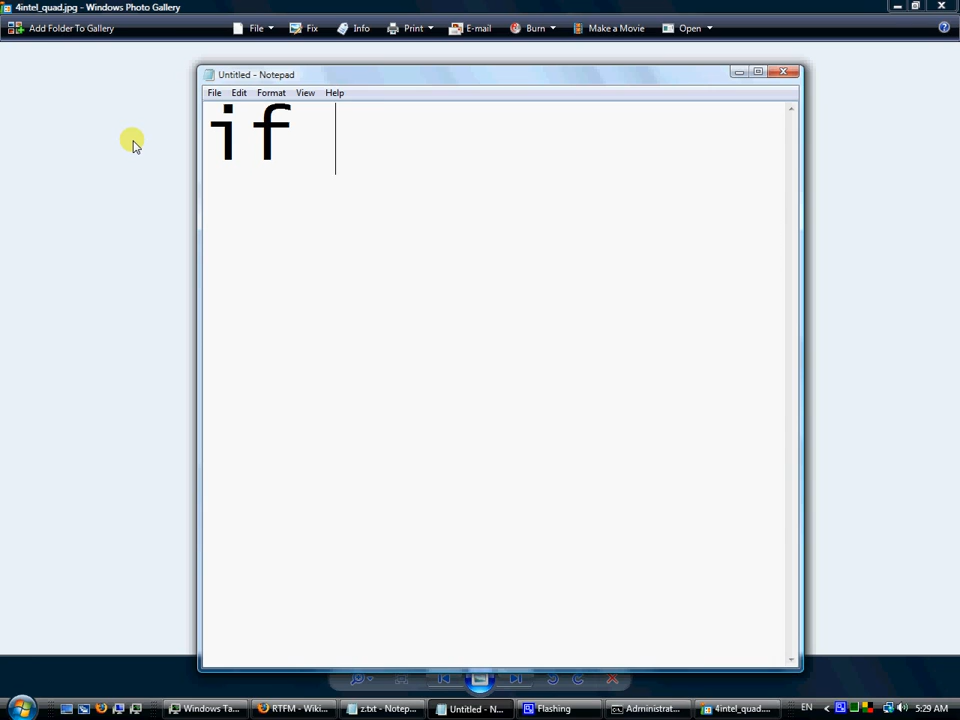 4intel_quad.jpg - Windows Photo Gallery
Add Folder To Gallery
File
Fix
Info
Print
E-mail
Burn
Make a Movie
Open
Untitled - Notepad
File Edit Format View Help
if
Windows Ta...
RTFM - Wiki...
z.txt - Notep...
Untitled - N...
Flashing
Administrat...
4intel_quad....
EN
5:29 AM